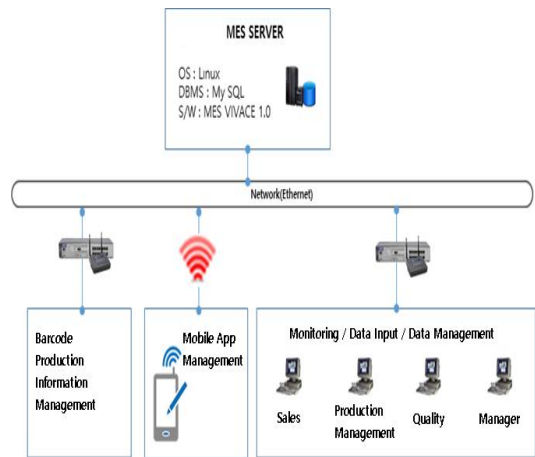 MES SERVER
OS : Linux
DBMS : My SQL
S/W : MES VIVACE 1.0
Network(Ethernet)
Barcode
Production
Information
Management
Mobile App
Management
Monitoring / Data Input / Data Management
Sales
Production
Management
Quality
Manager